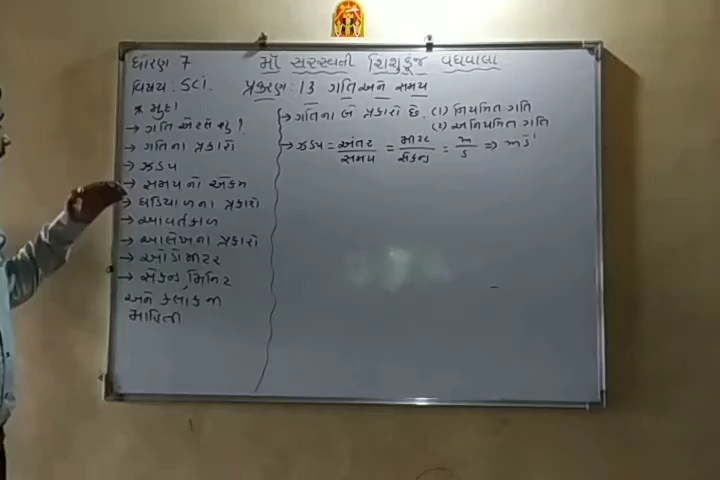 ધોરણ 7
માઁ સરસ્વતી શિશુકુંજ વઘવાલા
વિષય :
પ્રકરણ : 13 ગતિ અને સમય
* મુદ્દા
→ ગતિ એટલે શું ?
→ ગતિના પ્રકારો
→ ઝડપ
→ સમયનો એકમ
→ ઘડિયાળના પ્રકારો
→ આવર્તકાળ
→ આલેખના પ્રકારો
→ ઓડોમીટર
→ સેકન્ડ, મિનિટ
અને કલાકની
માહિતી
→ ગતિના બે પ્રકારો છે. (1) નિયમિત ગતિ
(2) અનિયમિત ગતિ
→ ઝડપ = અંતર / સમય = મીટર / સેકન્ડ = m / s ⇒ ms⁻¹